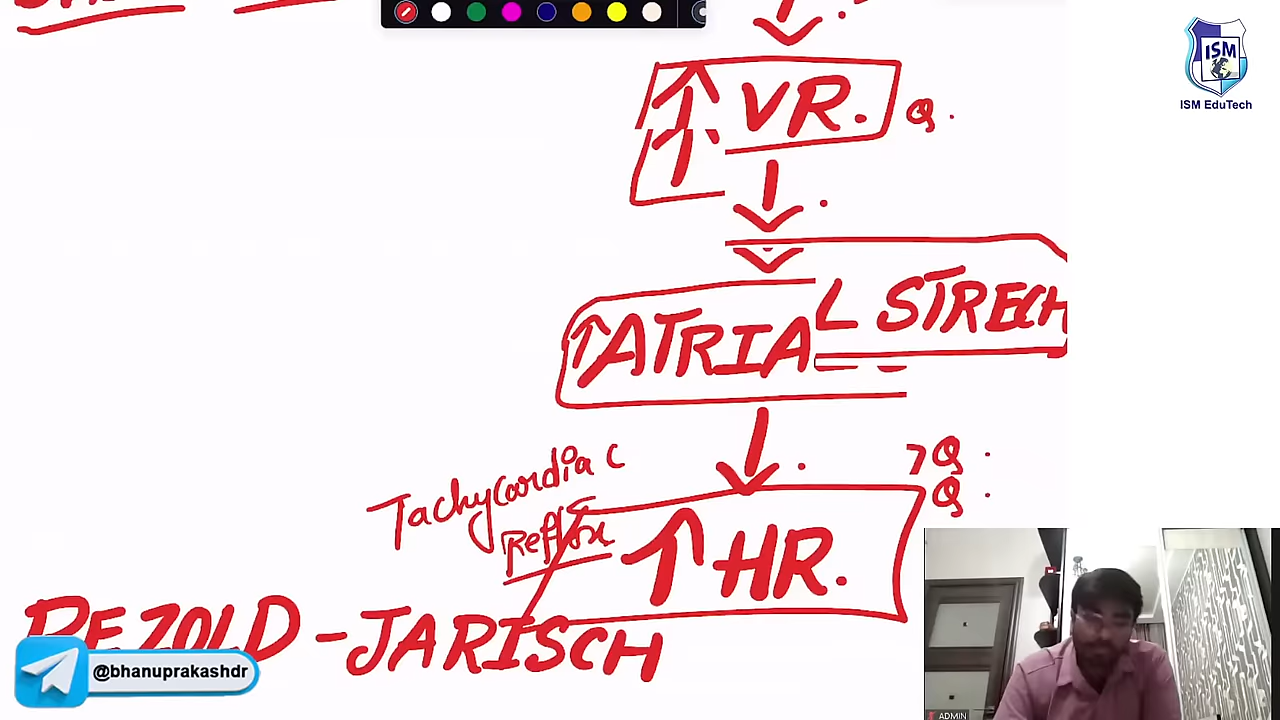 ISM
ISM EduTech
↑ VR. Q.
↑
↑ATRIAL STRECH
Tachycardiac
Reflex
Q.
Q.
↑ HR.
BEZOLD-JARISCH
@bhanuprakashdr
ADMIN